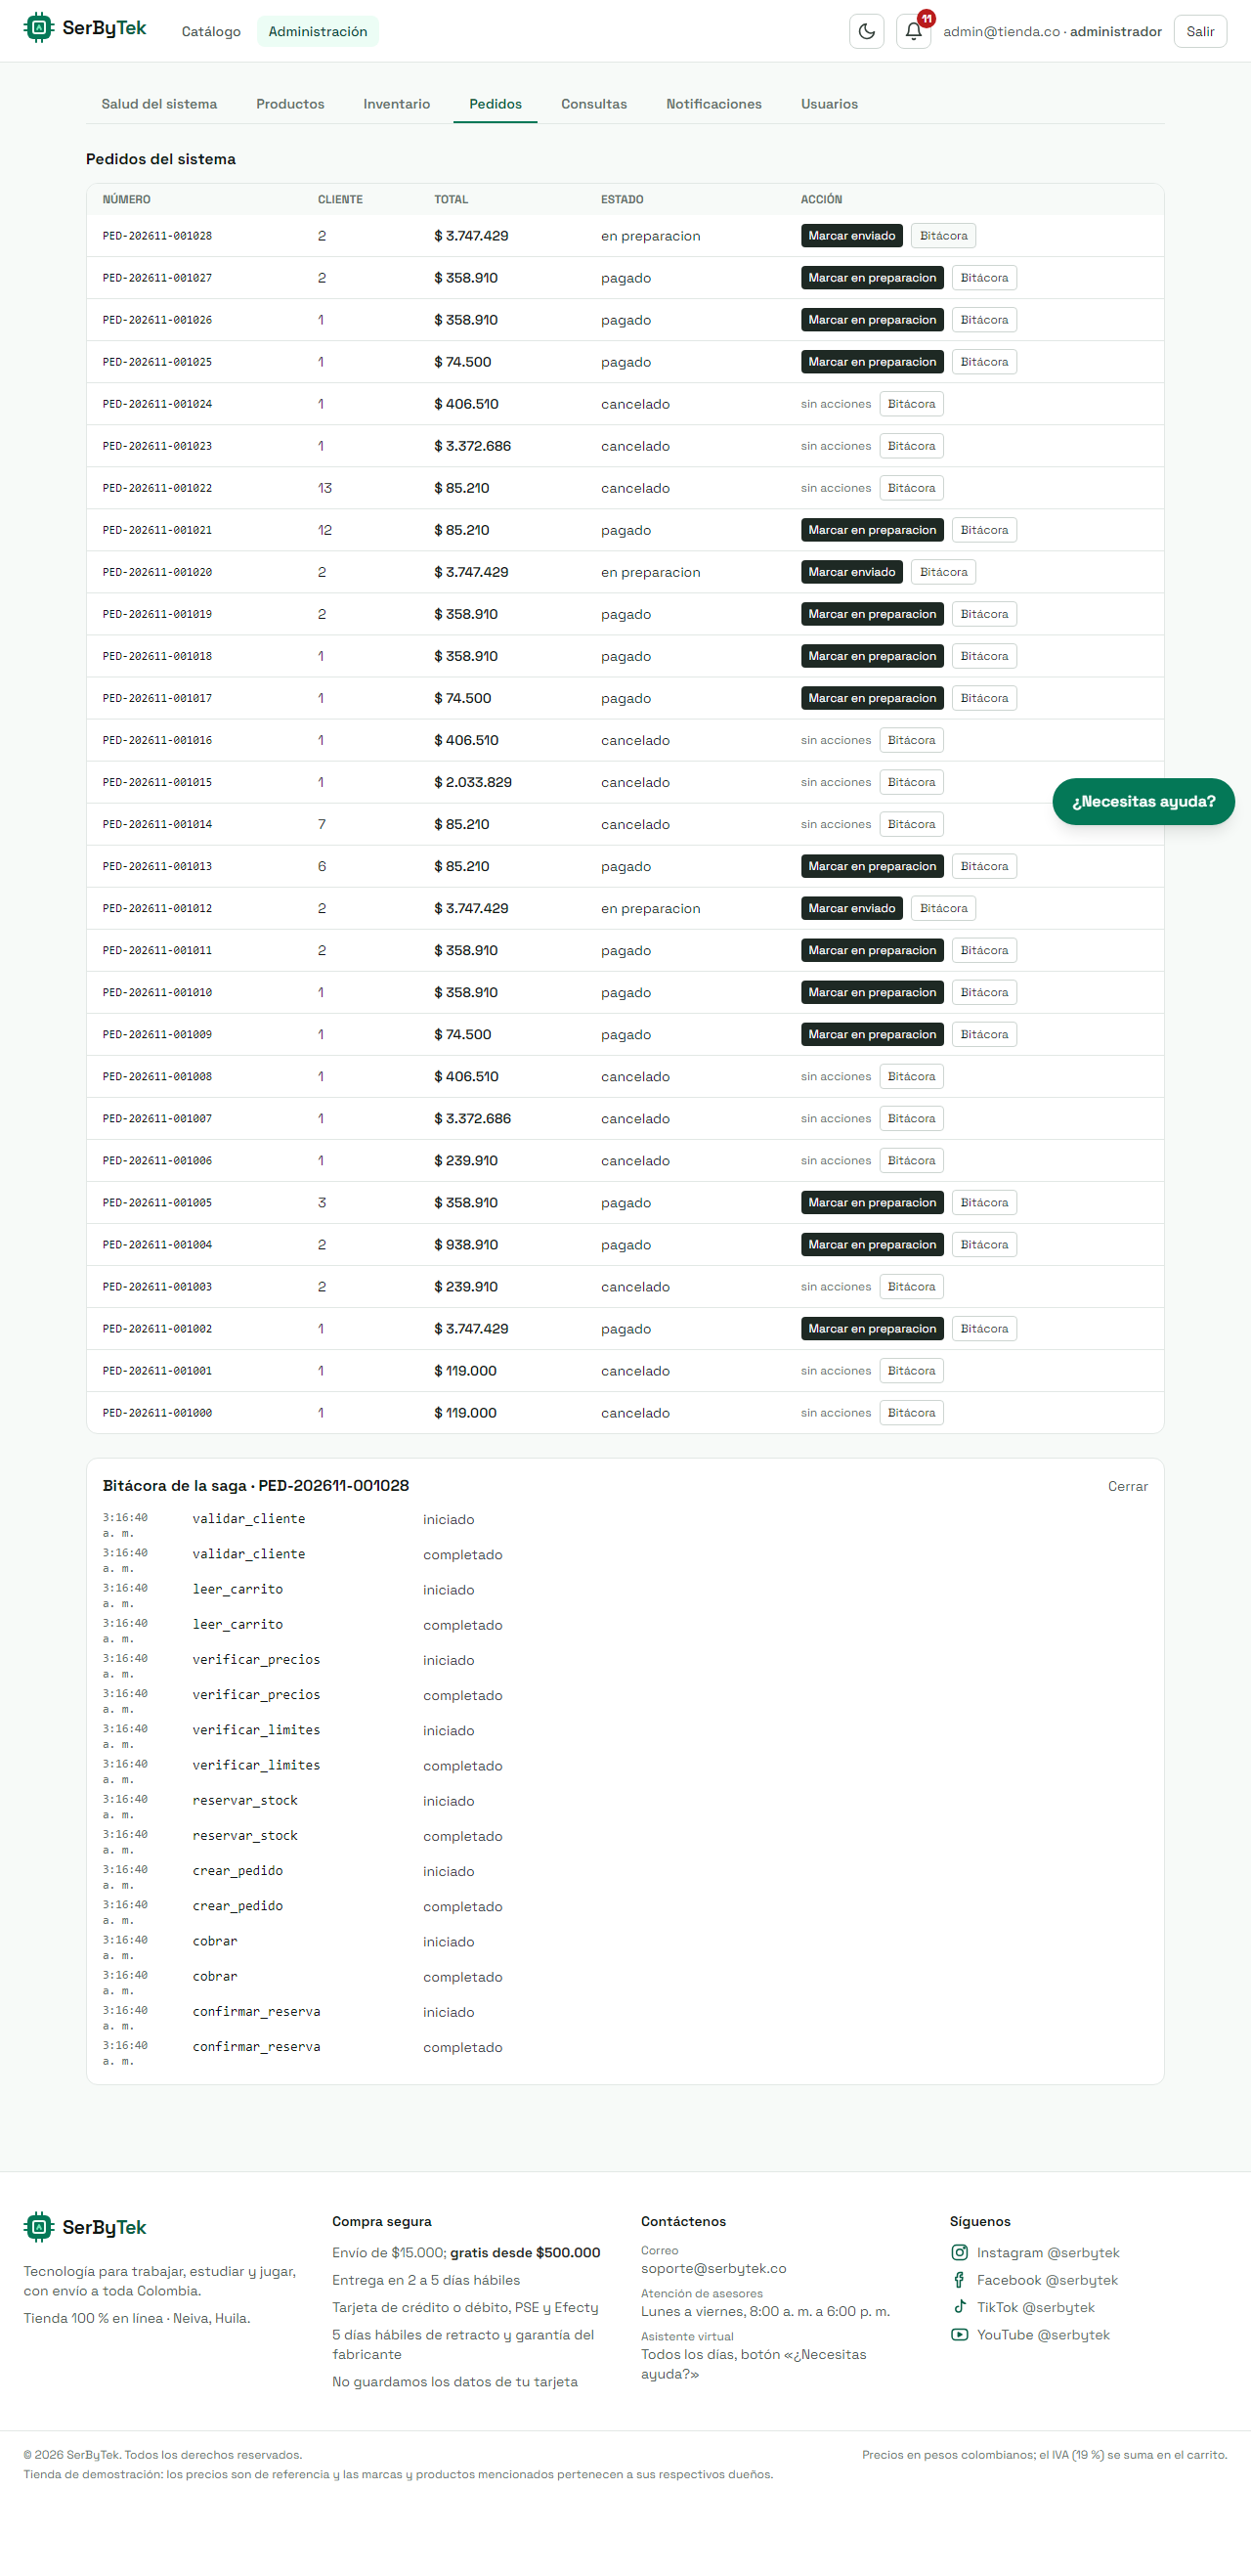 SerByTek Catálogo Administración 11 admin@tienda.co · administrador Salir
Salud del sistema Productos Inventario Pedidos Consultas Notificaciones Usuarios
Pedidos del sistema
NÚMERO CLIENTE TOTAL ESTADO ACCIÓN
PED-202611-001028 2 $ 3.747.429 en preparacion Marcar enviado Bitácora
PED-202611-001027 2 $ 358.910 pagado Marcar en preparacion Bitácora
PED-202611-001026 1 $ 358.910 pagado Marcar en preparacion Bitácora
PED-202611-001025 1 $ 74.500 pagado Marcar en preparacion Bitácora
PED-202611-001024 1 $ 406.510 cancelado sin acciones Bitácora
PED-202611-001023 1 $ 3.372.686 cancelado sin acciones Bitácora
PED-202611-001022 13 $ 85.210 cancelado sin acciones Bitácora
PED-202611-001021 12 $ 85.210 pagado Marcar en preparacion Bitácora
PED-202611-001020 2 $ 3.747.429 en preparacion Marcar enviado Bitácora
PED-202611-001019 2 $ 358.910 pagado Marcar en preparacion Bitácora
PED-202611-001018 1 $ 358.910 pagado Marcar en preparacion Bitácora
PED-202611-001017 1 $ 74.500 pagado Marcar en preparacion Bitácora
PED-202611-001016 1 $ 406.510 cancelado sin acciones Bitácora
PED-202611-001015 1 $ 2.033.829 cancelado sin acciones Bitácora
¿Necesitas ayuda?
PED-202611-001014 7 $ 85.210 cancelado sin acciones Bitácora
PED-202611-001013 6 $ 85.210 pagado Marcar en preparacion Bitácora
PED-202611-001012 2 $ 3.747.429 en preparacion Marcar enviado Bitácora
PED-202611-001011 2 $ 358.910 pagado Marcar en preparacion Bitácora
PED-202611-001010 1 $ 358.910 pagado Marcar en preparacion Bitácora
PED-202611-001009 1 $ 74.500 pagado Marcar en preparacion Bitácora
PED-202611-001008 1 $ 406.510 cancelado sin acciones Bitácora
PED-202611-001007 1 $ 3.372.686 cancelado sin acciones Bitácora
PED-202611-001006 1 $ 239.910 cancelado sin acciones Bitácora
PED-202611-001005 3 $ 358.910 pagado Marcar en preparacion Bitácora
PED-202611-001004 2 $ 938.910 pagado Marcar en preparacion Bitácora
PED-202611-001003 2 $ 239.910 cancelado sin acciones Bitácora
PED-202611-001002 1 $ 3.747.429 pagado Marcar en preparacion Bitácora
PED-202611-001001 1 $ 119.000 cancelado sin acciones Bitácora
PED-202611-001000 1 $ 119.000 cancelado sin acciones Bitácora
Bitácora de la saga · PED-202611-001028 Cerrar
3:16:40 validar_cliente iniciado
a. m.
3:16:40 validar_cliente completado
a. m.
3:16:40 leer_carrito iniciado
a. m.
3:16:40 leer_carrito completado
a. m.
3:16:40 verificar_precios iniciado
a. m.
3:16:40 verificar_precios completado
a. m.
3:16:40 verificar_limites iniciado
a. m.
3:16:40 verificar_limites completado
a. m.
3:16:40 reservar_stock iniciado
a. m.
3:16:40 reservar_stock completado
a. m.
3:16:40 crear_pedido iniciado
a. m.
3:16:40 crear_pedido completado
a. m.
3:16:40 cobrar iniciado
a. m.
3:16:40 cobrar completado
a. m.
3:16:40 confirmar_reserva iniciado
a. m.
3:16:40 confirmar_reserva completado
a. m.
SerByTek
Tecnología para trabajar, estudiar y jugar,
con envío a toda Colombia.
Tienda 100 % en línea · Neiva, Huila.
Compra segura
Envío de $15.000; gratis desde $500.000
Entrega en 2 a 5 días hábiles
Tarjeta de crédito o débito, PSE y Efecty
5 días hábiles de retracto y garantía del
fabricante
No guardamos los datos de tu tarjeta
Contáctenos
Correo
soporte@serbytek.co
Atención de asesores
Lunes a viernes, 8:00 a. m. a 6:00 p. m.
Asistente virtual
Todos los días, botón «¿Necesitas
ayuda?»
Síguenos
Instagram @serbytek
Facebook @serbytek
TikTok @serbytek
YouTube @serbytek
© 2026 SerByTek. Todos los derechos reservados. Precios en pesos colombianos; el IVA (19 %) se suma en el carrito.
Tienda de demostración: los precios son de referencia y las marcas y productos mencionados pertenecen a sus respectivos dueños.